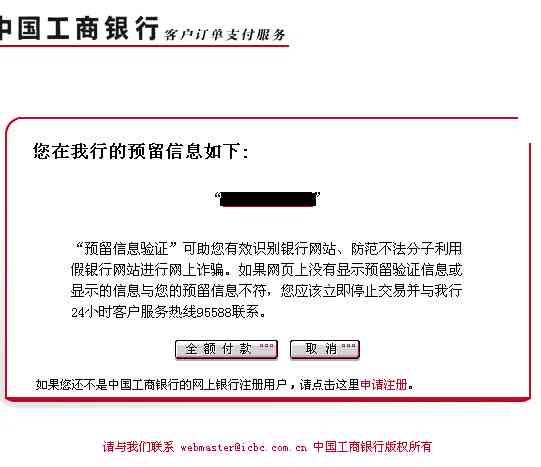 中国工商银行 客户订单支付服务
您在我行的预留信息如下:
“ ”
“预留信息验证”可助您有效识别银行网站、防范不法分子利用
假银行网站进行网上诈骗。如果网页上没有显示预留验证信息或
显示的信息与您的预留信息不符，您应该立即停止交易并与我行
24小时客户服务热线95588联系。
全 额 付 款 取 消
如果您还不是中国工商银行的网上银行注册用户，请点击这里申请注册。
请与我们联系 webmaster@icbc.com.cn 中国工商银行版权所有